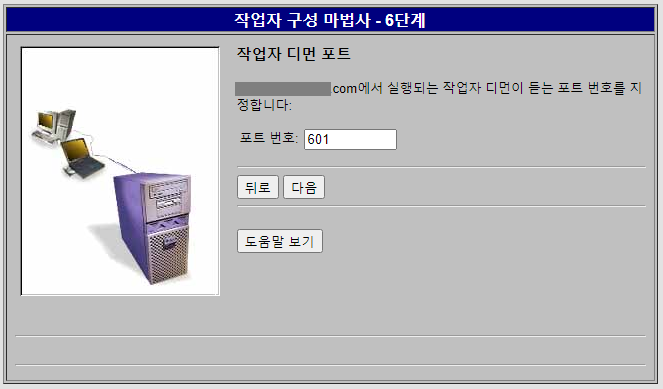 작업자 구성 마법사 - 6단계
작업자 디먼 포트
com에서 실행되는 작업자 디먼이 듣는 포트 번호를 지
정합니다:
포트 번호: 601
뒤로 다음
도움말 보기